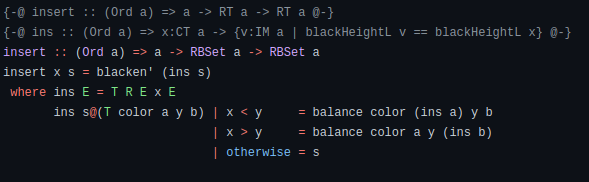 {-@ insert :: (Ord a) => a -> RT a -> RT a @-}
{-@ ins :: (Ord a) => x:CT a -> {v:IM a | blackHeightL v == blackHeightL x} @-}
insert :: (Ord a) => a -> RBSet a -> RBSet a
insert x s = blacken' (ins s)
 where ins E = T R E x E
       ins s@(T color a y b) | x < y     = balance color (ins a) y b
                             | x > y     = balance color a y (ins b)
                             | otherwise = s